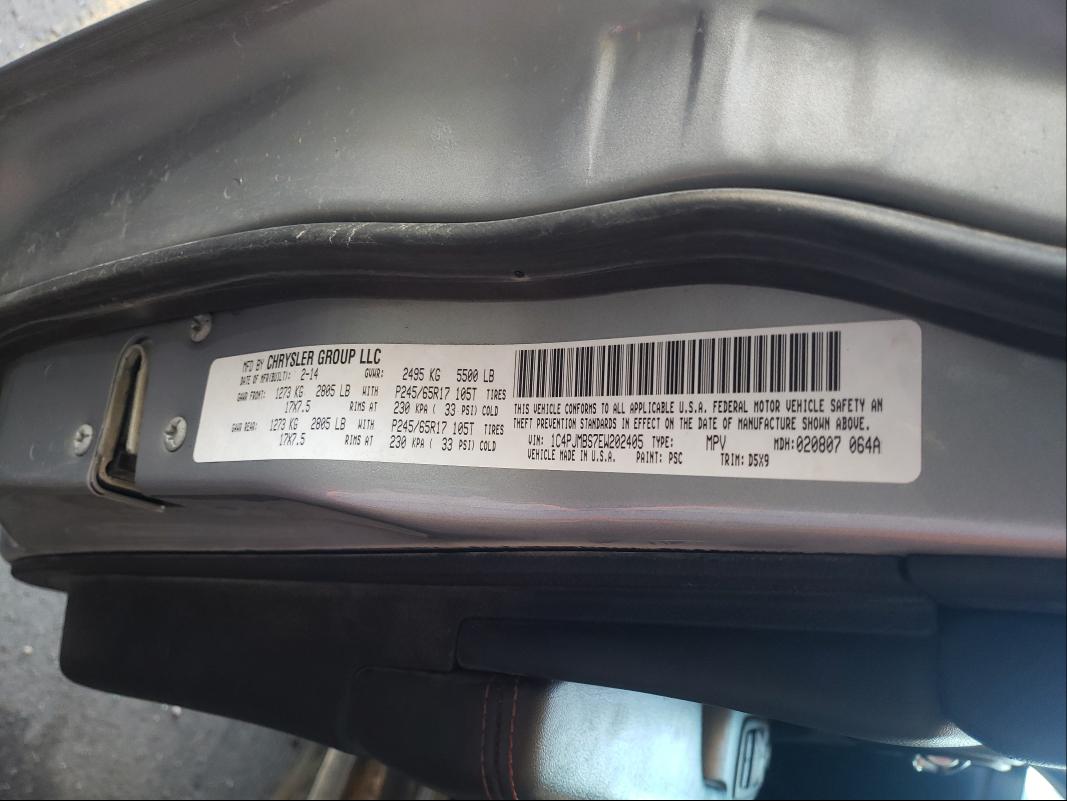 MFD BY CHRYSLER GROUP LLC
DATE OF MFR(BUILT): 2-14 GVWR: 2495 KG 5500 LB
GAWR FRONT: 1273 KG 2805 LB WITH P245/65R17 105T TIRES
17X7.5 RIMS AT 230 KPA ( 33 PSI) COLD
GAWR REAR: 1273 KG 2805 LB WITH P245/65R17 105T TIRES
17X7.5 RIMS AT 230 KPA ( 33 PSI) COLD
THIS VEHICLE CONFORMS TO ALL APPLICABLE U.S.A. FEDERAL MOTOR VEHICLE SAFETY AN
THEFT PREVENTION STANDARDS IN EFFECT ON THE DATE OF MANUFACTURE SHOWN ABOVE.
VIN: 1C4PJMBS7EW202405 TYPE: MPV MDH:020807 064A
VEHICLE MADE IN U.S.A. PAINT: PSC TRIM: D5X9